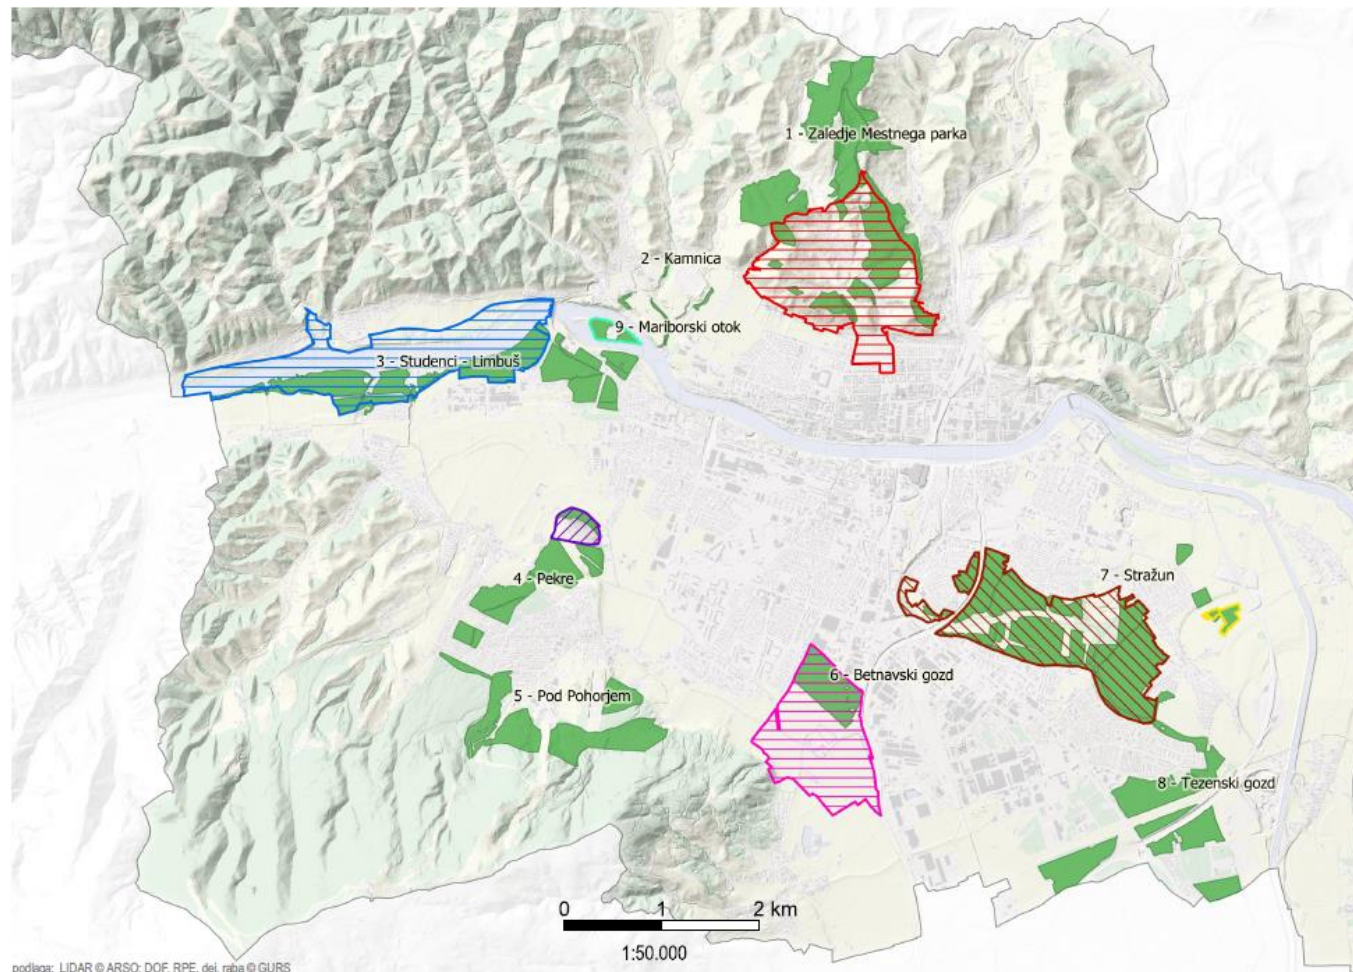 1 - Zaledje Mestnega parka
2 - Kamnica
9 - Mariborski otok
3 - Studenci - Limbuš
4 - Pekre
7 - Stražun
6 - Betnavski gozd
5 - Pod Pohorjem
8 - Tezenski gozd
0 1 2 km
1:50.000
podlaga: LIDAR © ARSO; DOF, RPE, dej. raba © GURS